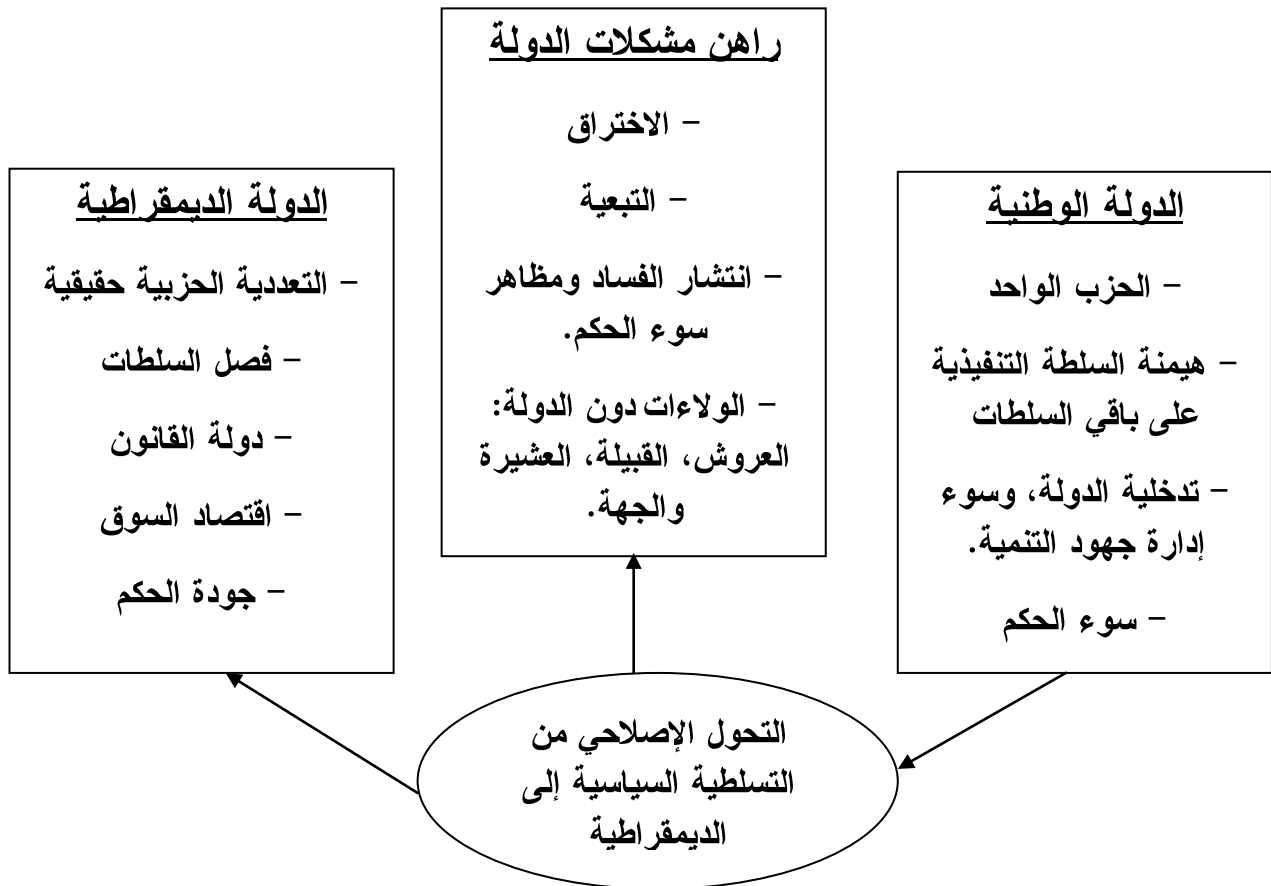 راهن مشكلات الدولة
– الاختراق
– التبعية
– انتشار الفساد ومظاهر
سوء الحكم.
– الولاءات دون الدولة:
العروش، القبيلة، العشيرة
والجهة.
الدولة الوطنية
– الحزب الواحد
– هيمنة السلطة التنفيذية
على باقي السلطات
– تدخلية الدولة، وسوء
إدارة جهود التنمية.
– سوء الحكم
الدولة الديمقراطية
– التعددية الحزبية حقيقية
– فصل السلطات
– دولة القانون
– اقتصاد السوق
– جودة الحكم
التحول الإصلاحي من
التسلطية السياسية إلى
الديمقراطية